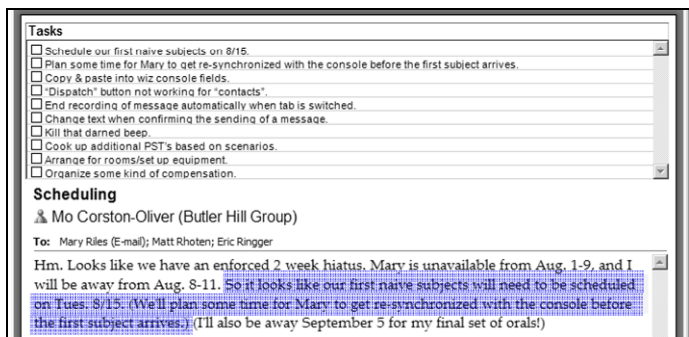 Tasks
Schedule our first naive subjects on 8/15.
Plan some time for Mary to get re-synchronized with the console before the first subject arrives.
Copy & paste into wiz console fields.
"Dispatch" button not working for "contacts".
End recording of message automatically when tab is switched.
Change text when confirming the sending of a message.
Kill that darned beep.
Cook up additional PST's based on scenarios.
Arrange for rooms/set up equipment.
Organize some kind of compensation.
Scheduling
Mo Corston-Oliver (Butler Hill Group)
To: Mary Riles (E-mail); Matt Rhoten; Eric Ringger
Hm. Looks like we have an enforced 2 week hiatus. Mary is unavailable from Aug. 1-9, and I
will be away from Aug. 8-11. So it looks like our first naive subjects will need to be scheduled
on Tues. 8/15. (We'll plan some time for Mary to get re-synchronized with the console before
the first subject arrives.) (I'll also be away September 5 for my final set of orals!)